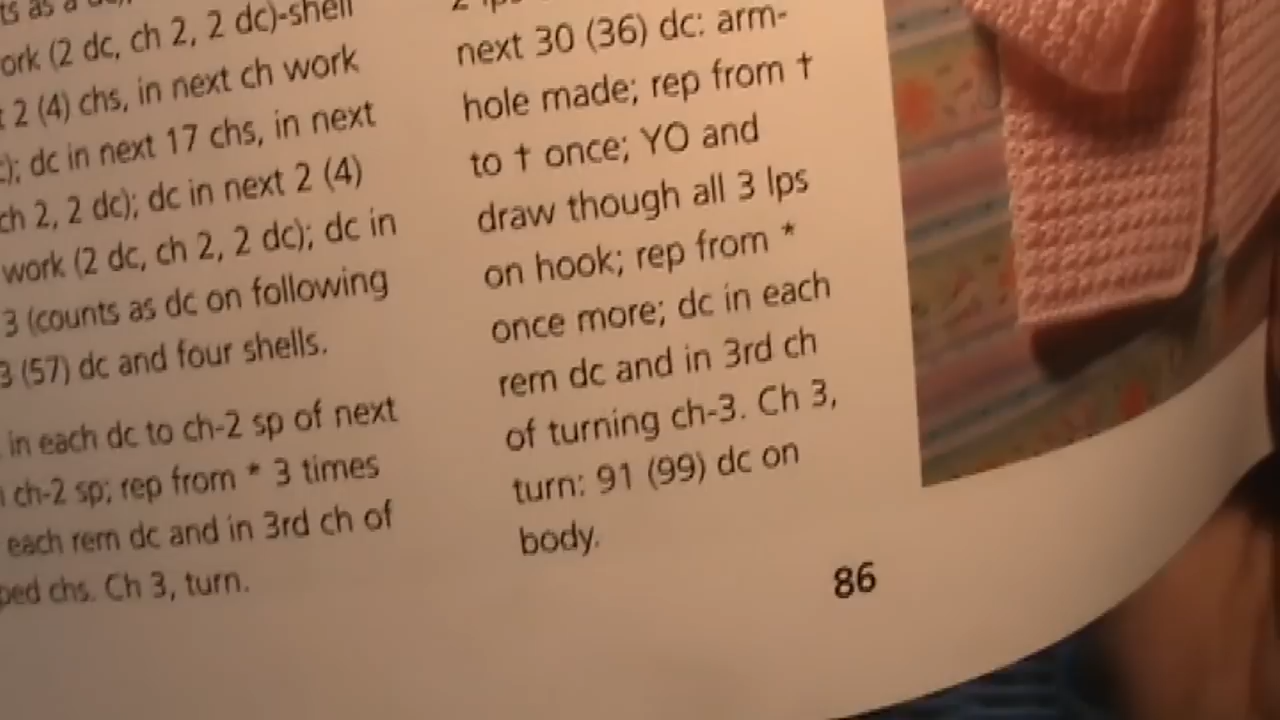 ts as a
ork (2 dc, ch 2, 2 dc)-shell
2 (4) chs, in next ch work
); dc in next 17 chs, in next
ch 2, 2 dc); dc in next 2 (4)
work (2 dc, ch 2, 2 dc); dc in
3 (counts as dc on following
3 (57) dc and four shells.
in each dc to ch-2 sp of next
ch-2 sp; rep from * 3 times
each rem dc and in 3rd ch of
ped chs. Ch 3, turn.
next 30 (36) dc: arm-
hole made; rep from †
to † once; YO and
draw though all 3 lps
on hook; rep from *
once more; dc in each
rem dc and in 3rd ch
of turning ch-3. Ch 3,
turn: 91 (99) dc on
body.
86